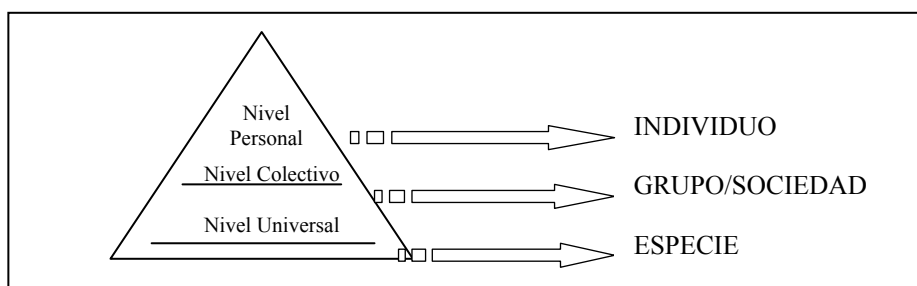 Nivel
Personal
INDIVIDUO
Nivel Colectivo
GRUPO/SOCIEDAD
Nivel Universal
ESPECIE